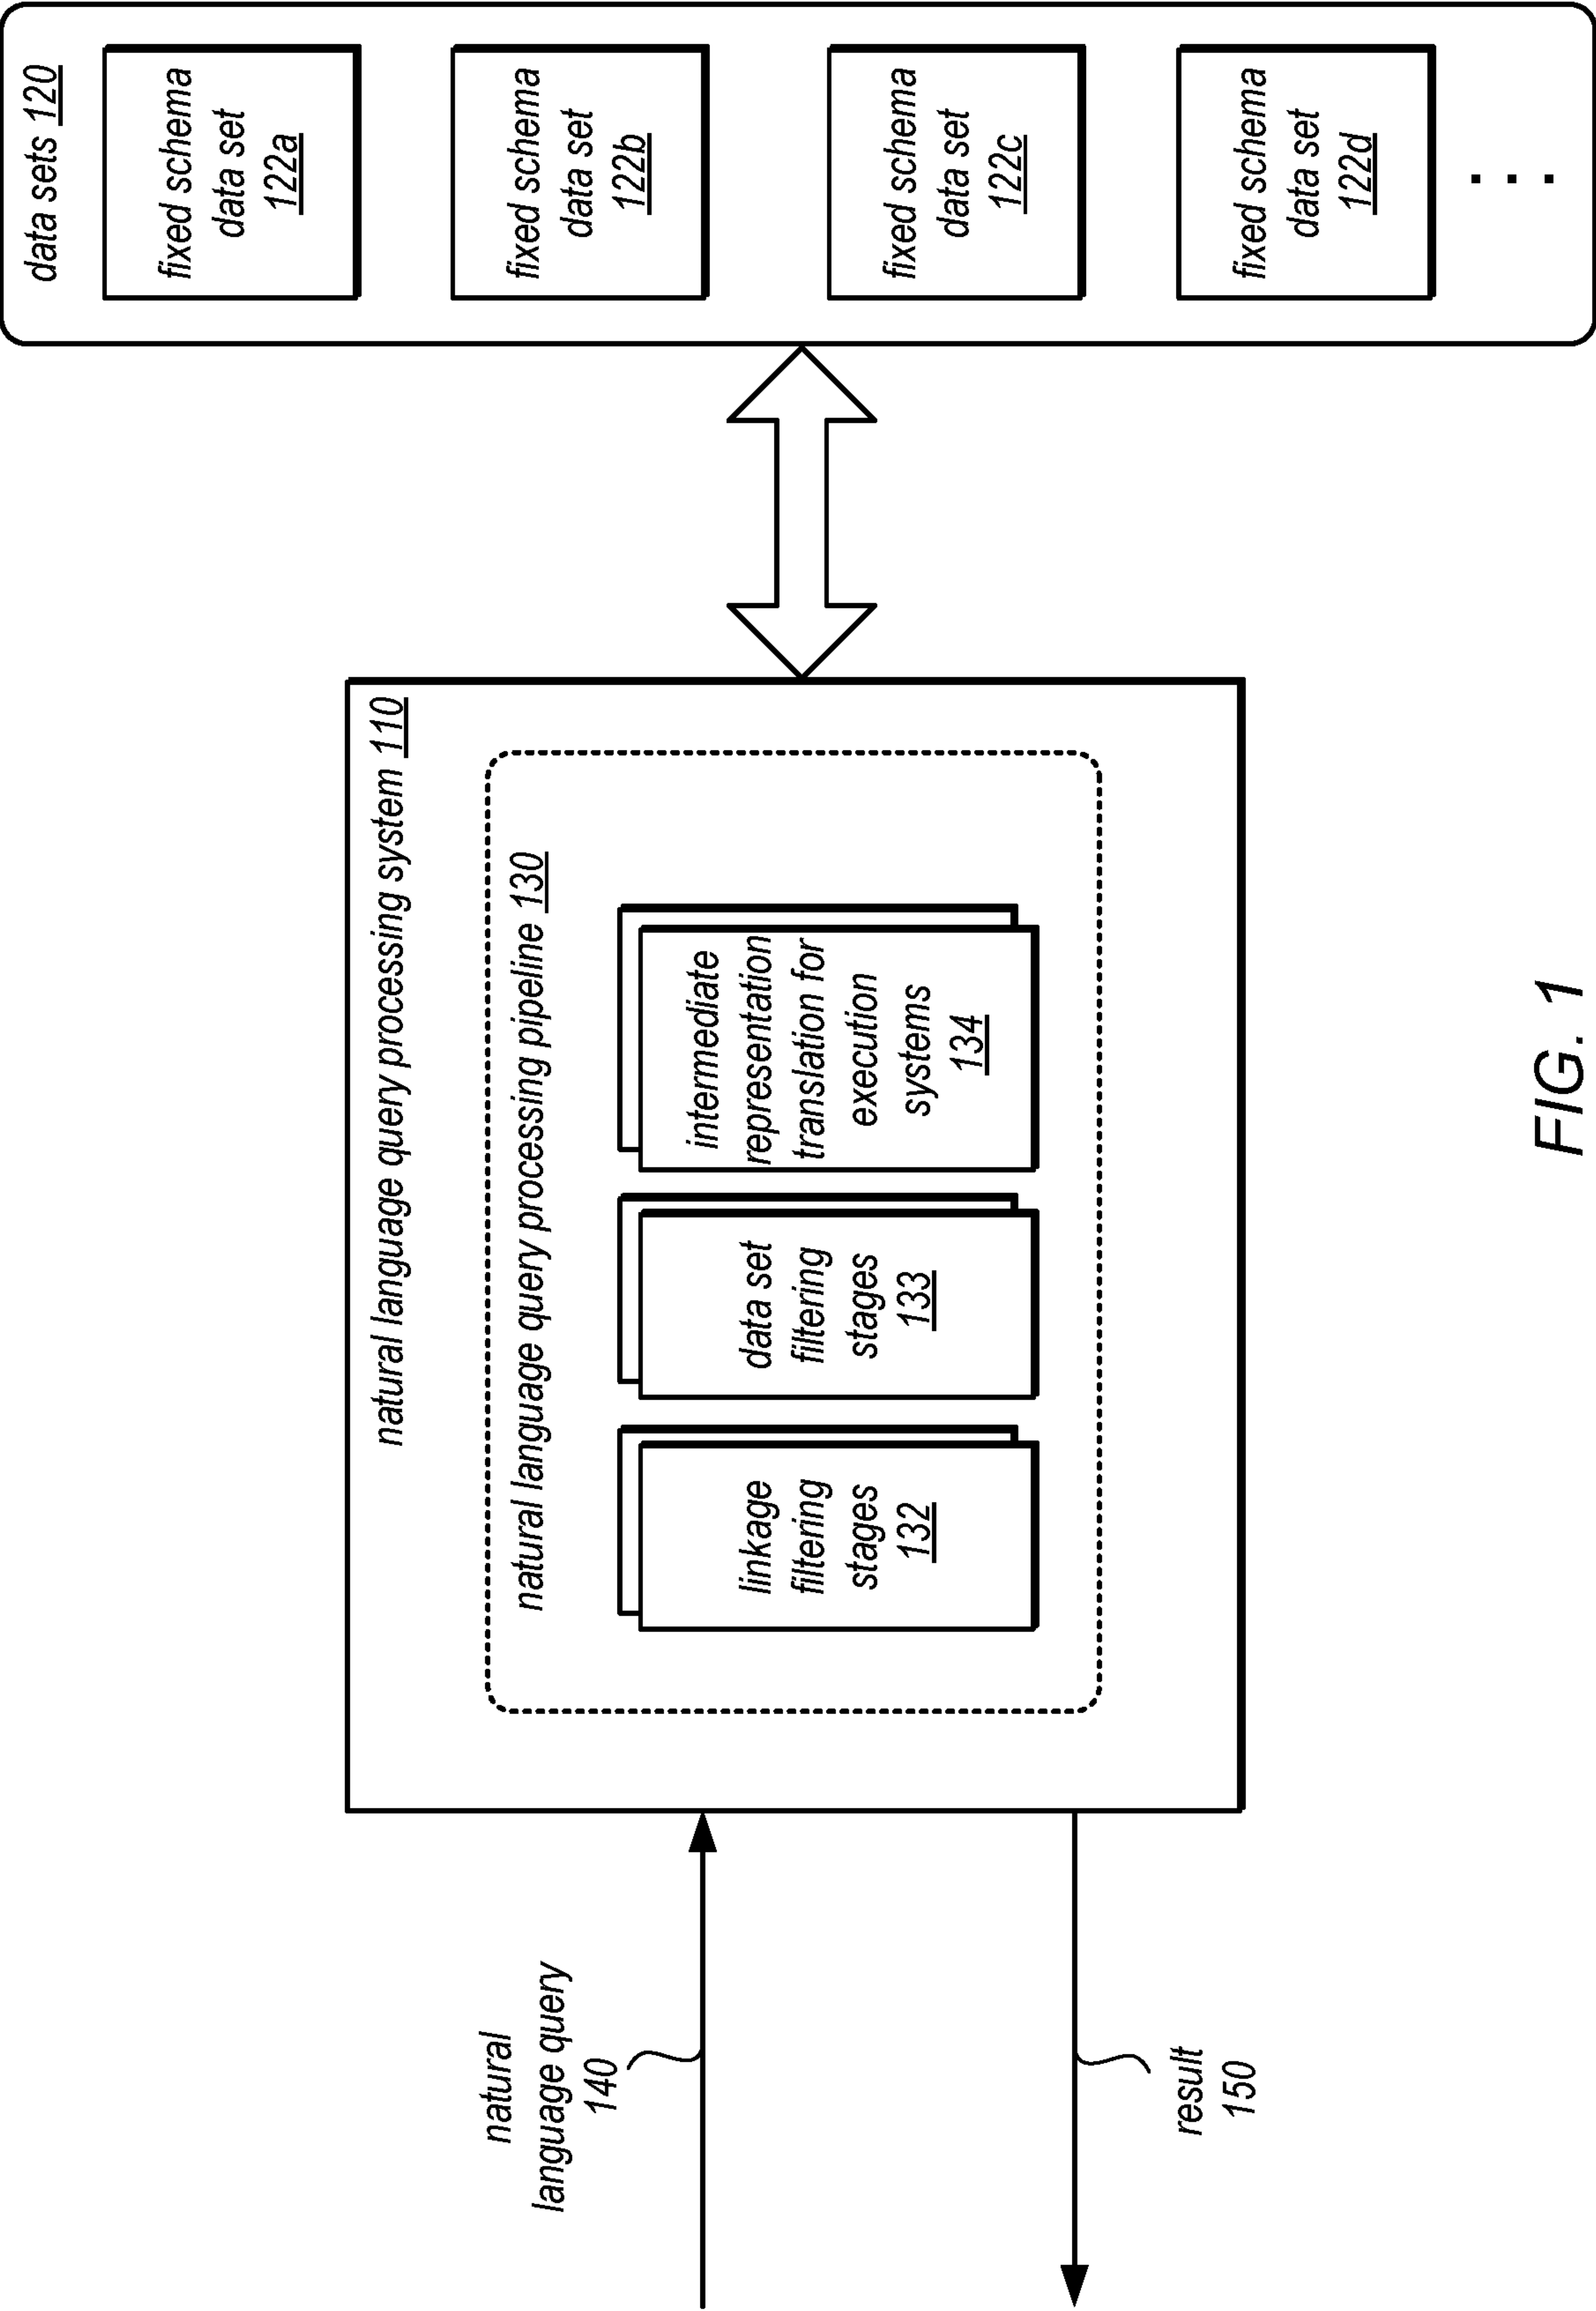 data sets 120
fixed schema
data set
122a
fixed schema
data set
122b
fixed schema
data set
122c
fixed schema
data set
122d
natural language query processing system 110
natural language query processing pipeline 130
linkage
filtering
stages
132
data set
filtering
stages
133
intermediate
representation
translation for
execution
systems
134
natural
language query
140
result
150
FIG. 1